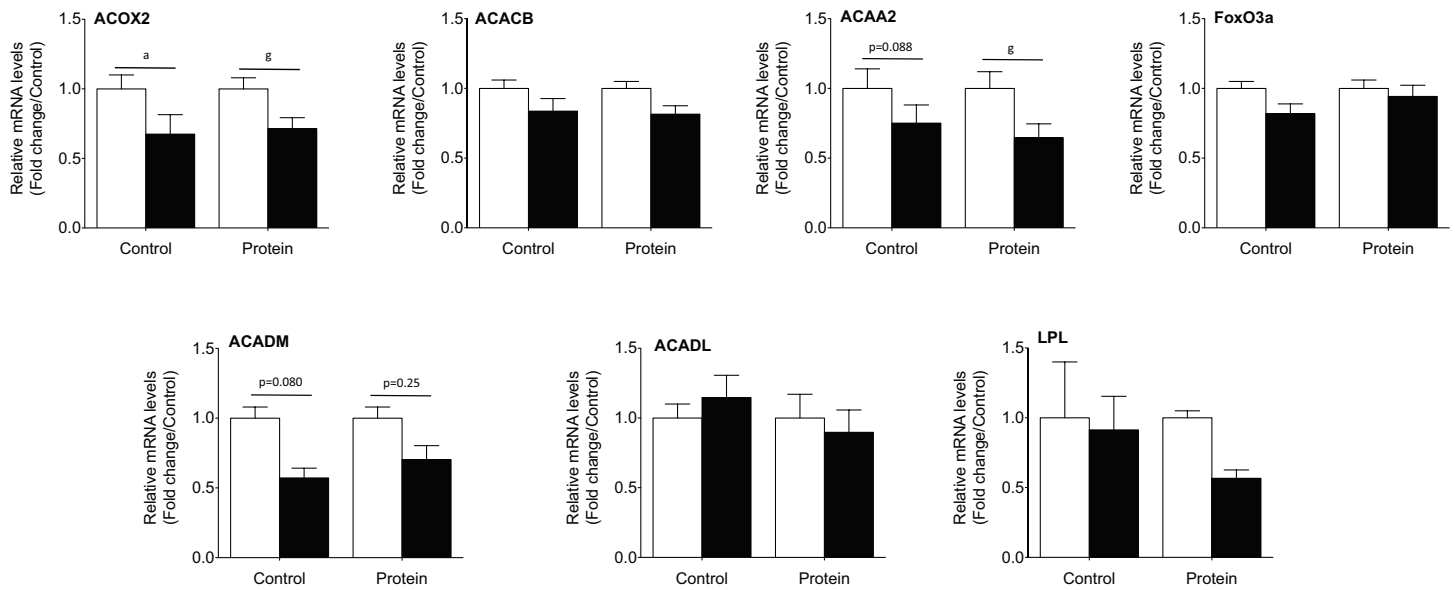 ACOX2
Relative mRNA levels
(Fold change/Control)
1.5
1.0
0.5
0.0
a
g
Control
Protein
ACACB
Relative mRNA levels
(Fold change/Control)
1.5
1.0
0.5
0.0
Control
Protein
ACAA2
Relative mRNA levels
(Fold change/Control)
1.5
1.0
0.5
0.0
p=0.088
g
Control
Protein
FoxO3a
Relative mRNA levels
(Fold change/Control)
1.5
1.0
0.5
0.0
Control
Protein
ACADM
Relative mRNA levels
(Fold change/Control)
1.5
1.0
0.5
0.0
p=0.080
p=0.25
Control
Protein
ACADL
Relative mRNA levels
(Fold change/Control)
1.5
1.0
0.5
0.0
Control
Protein
LPL
Relative mRNA levels
(Fold change/Control)
1.5
1.0
0.5
0.0
Control
Protein